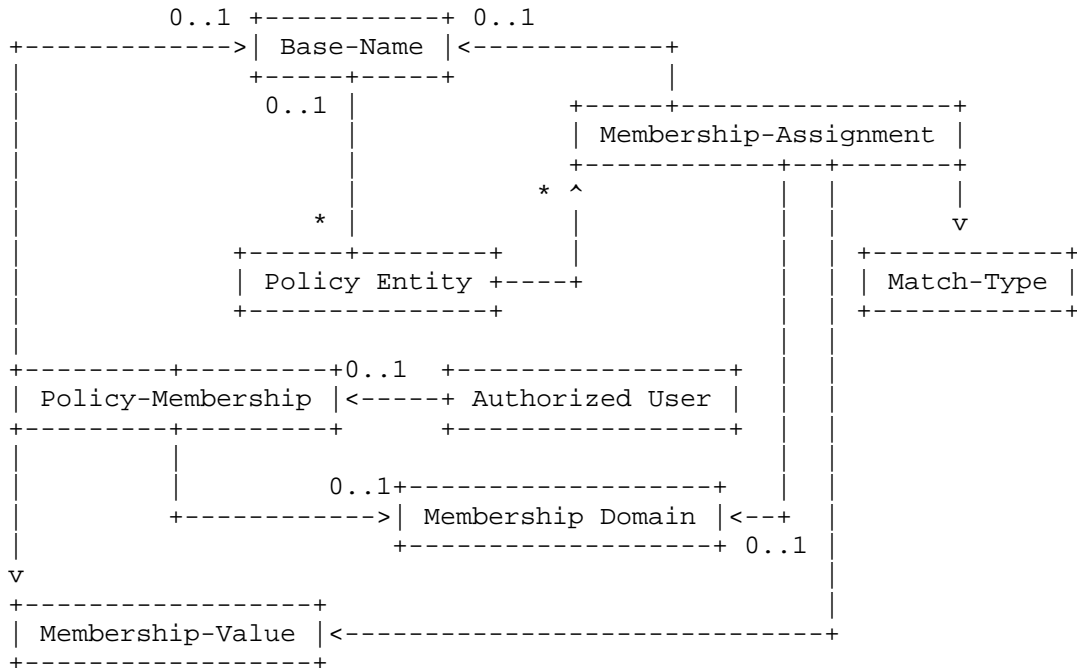 0..1 0..1
Base-Name
0..1
Membership-Assignment
*
*
Policy Entity
Match-Type
0..1
Policy-Membership Authorized User
0..1
Membership Domain
0..1
Membership-Value